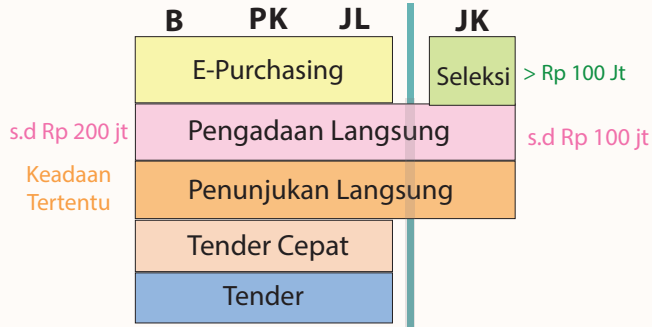 B PK JL JK
E-Purchasing
Seleksi
> Rp 100 Jt
s.d Rp 200 jt
Pengadaan Langsung
s.d Rp 100 jt
Keadaan
Tertentu
Penunjukan Langsung
Tender Cepat
Tender